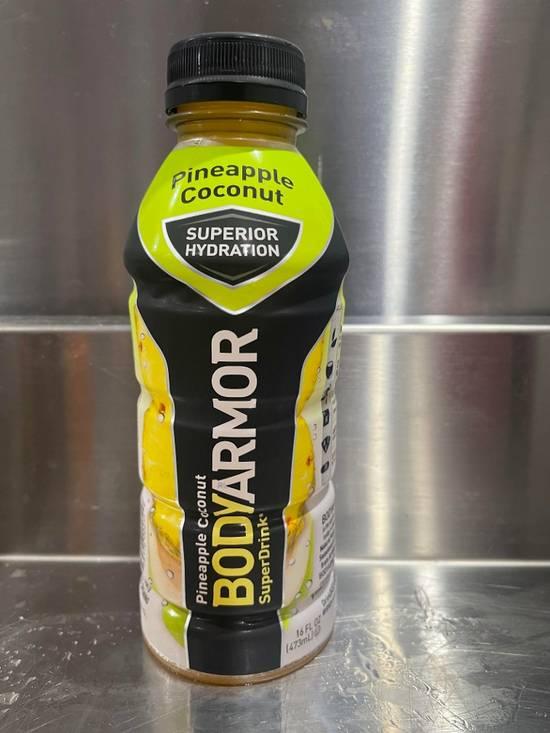 Pineapple
Coconut
SUPERIOR
HYDRATION
Pineapple Coconut
BODYARMOR
SuperDrink
16 FL OZ
(473mL)